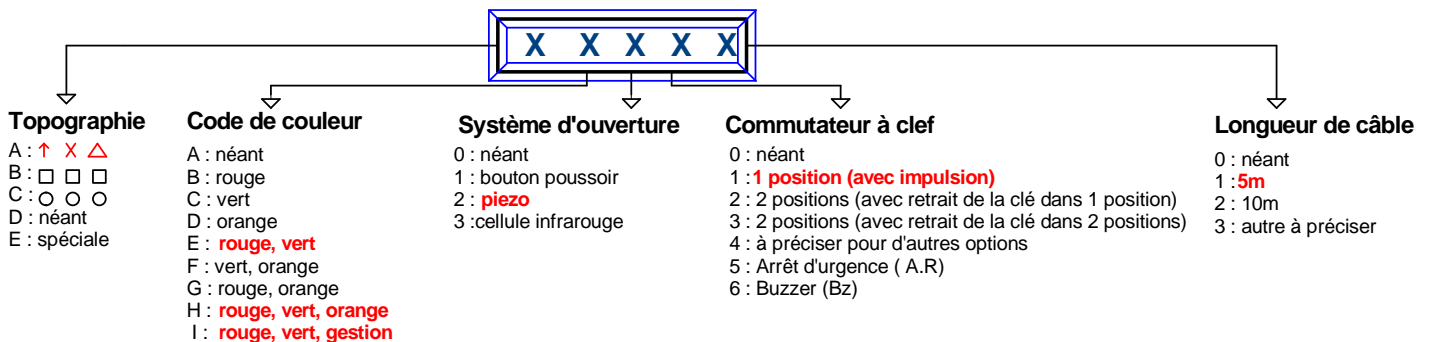 X X X X X
Topographie
A : ↑ X △
B : □ □ □
C : ○ ○ ○
D : néant
E : spéciale
Code de couleur
A : néant
B : rouge
C : vert
D : orange
E : rouge, vert
F : vert, orange
G : rouge, orange
H : rouge, vert, orange
I : rouge, vert, gestion
Système d'ouverture
0 : néant
1 : bouton poussoir
2 : piezo
3 :cellule infrarouge
Commutateur à clef
0 : néant
1 :1 position (avec impulsion)
2 : 2 positions (avec retrait de la clé dans 1 position)
3 : 2 positions (avec retrait de la clé dans 2 positions)
4 : à préciser pour d'autres options
5 : Arrêt d'urgence ( A.R)
6 : Buzzer (Bz)
Longueur de câble
0 : néant
1 :5m
2 : 10m
3 : autre à préciser